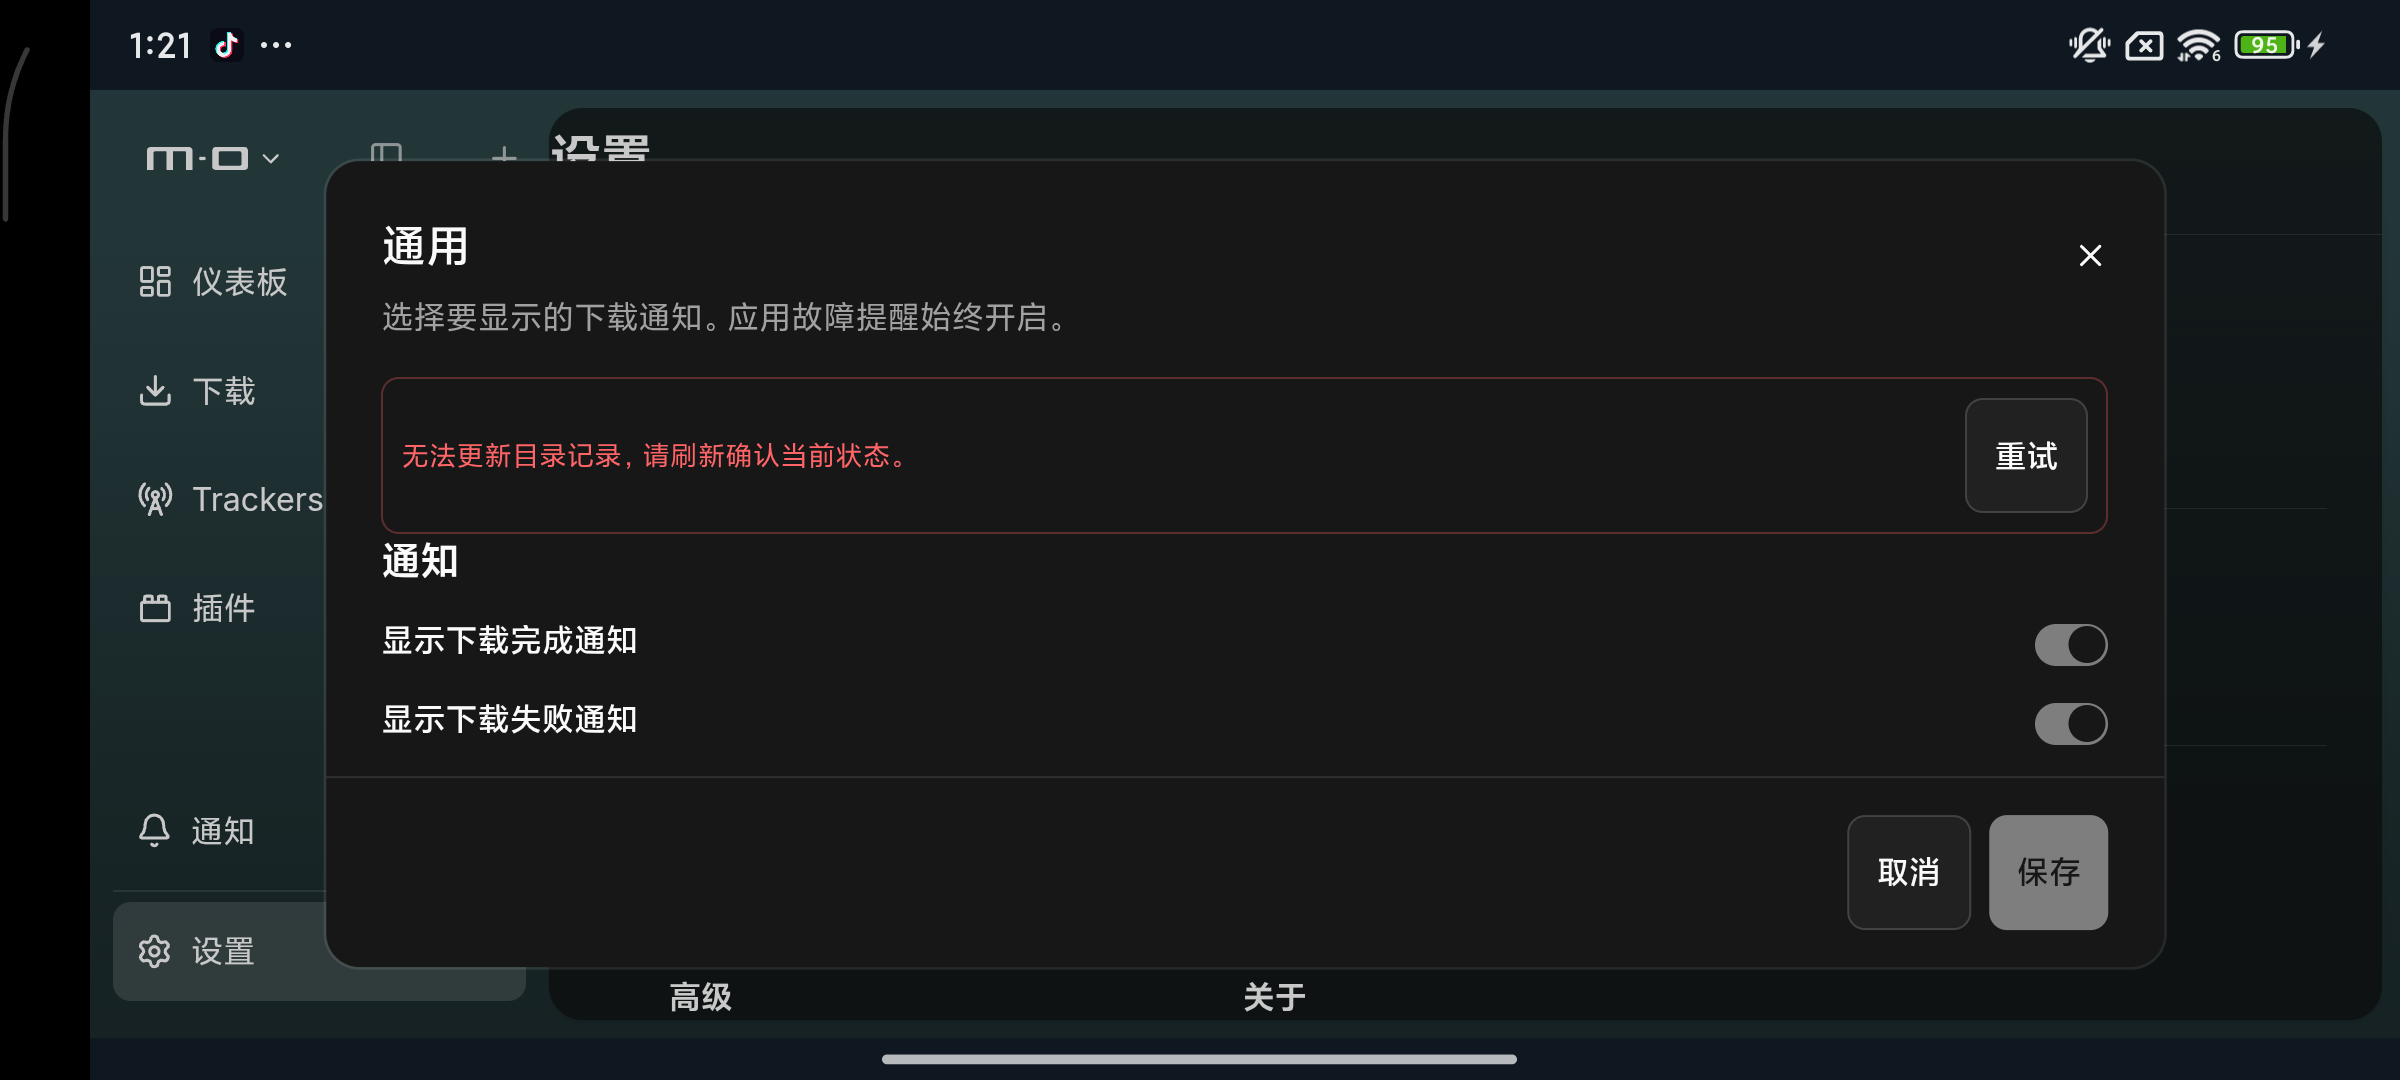 1:21
6
95
m-o
设置
仪表板
下载
Trackers
插件
通知
设置
通用
选择要显示的下载通知。应用故障提醒始终开启。
无法更新目录记录，请刷新确认当前状态。
重试
通知
显示下载完成通知
显示下载失败通知
取消
保存
高级
关于